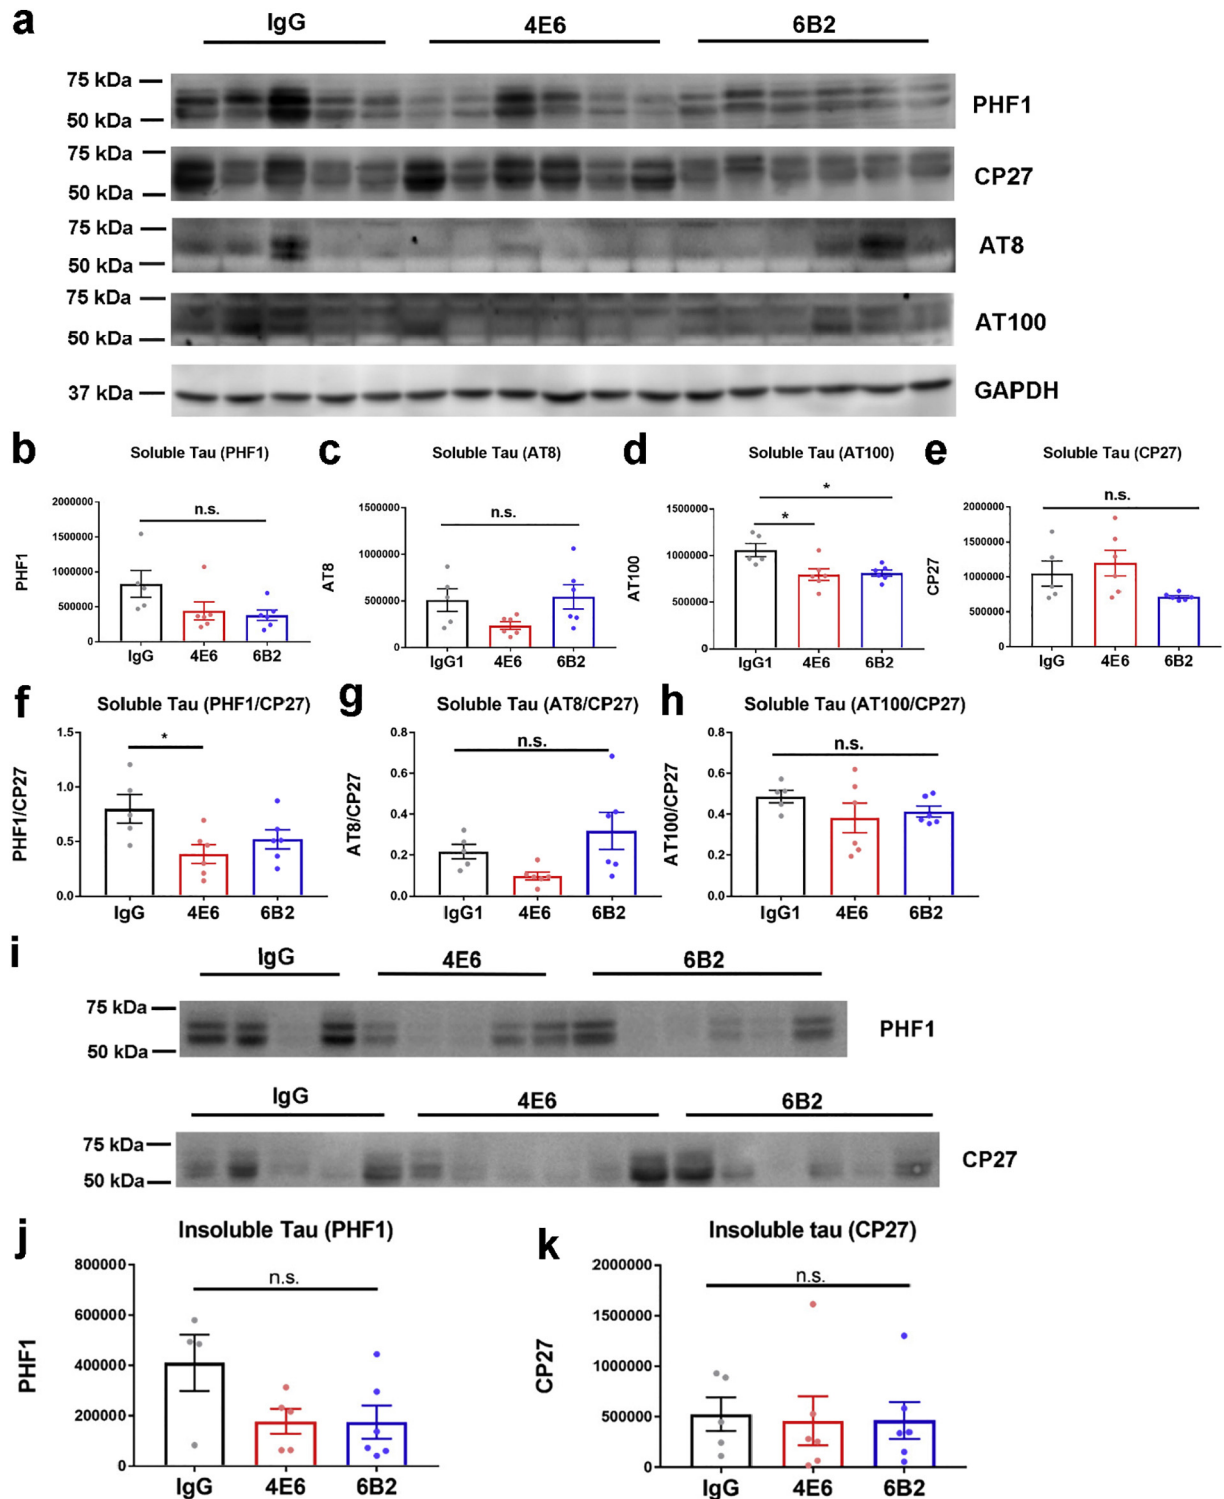 a
IgG 4E6 6B2
75 kDa
50 kDa
PHF1
75 kDa
50 kDa
CP27
75 kDa
50 kDa
AT8
75 kDa
50 kDa
AT100
37 kDa
GAPDH
b
Soluble Tau (PHF1)
PHF1
2000000
1500000
1000000
500000
0
n.s.
IgG 4E6 6B2
c
Soluble Tau (AT8)
AT8
1500000
1000000
500000
0
n.s.
IgG1 4E6 6B2
d
Soluble Tau (AT100)
AT100
1500000
1000000
500000
0
*
*
IgG1 4E6 6B2
e
Soluble Tau (CP27)
CP27
2000000
1500000
1000000
500000
0
n.s.
IgG 4E6 6B2
f
Soluble Tau (PHF1/CP27)
PHF1/CP27
1.5
1.0
0.5
0.0
*
IgG 4E6 6B2
g
Soluble Tau (AT8/CP27)
AT8/CP27
0.8
0.6
0.4
0.2
0.0
n.s.
IgG1 4E6 6B2
h
Soluble Tau (AT100/CP27)
AT100/CP27
0.8
0.6
0.4
0.2
0.0
n.s.
IgG1 4E6 6B2
i
IgG 4E6 6B2
75 kDa
50 kDa
PHF1
IgG 4E6 6B2
75 kDa
50 kDa
CP27
j
Insoluble Tau (PHF1)
PHF1
800000
600000
400000
200000
0
n.s.
IgG 4E6 6B2
k
Insoluble tau (CP27)
CP27
2000000
1500000
1000000
500000
0
n.s.
IgG 4E6 6B2